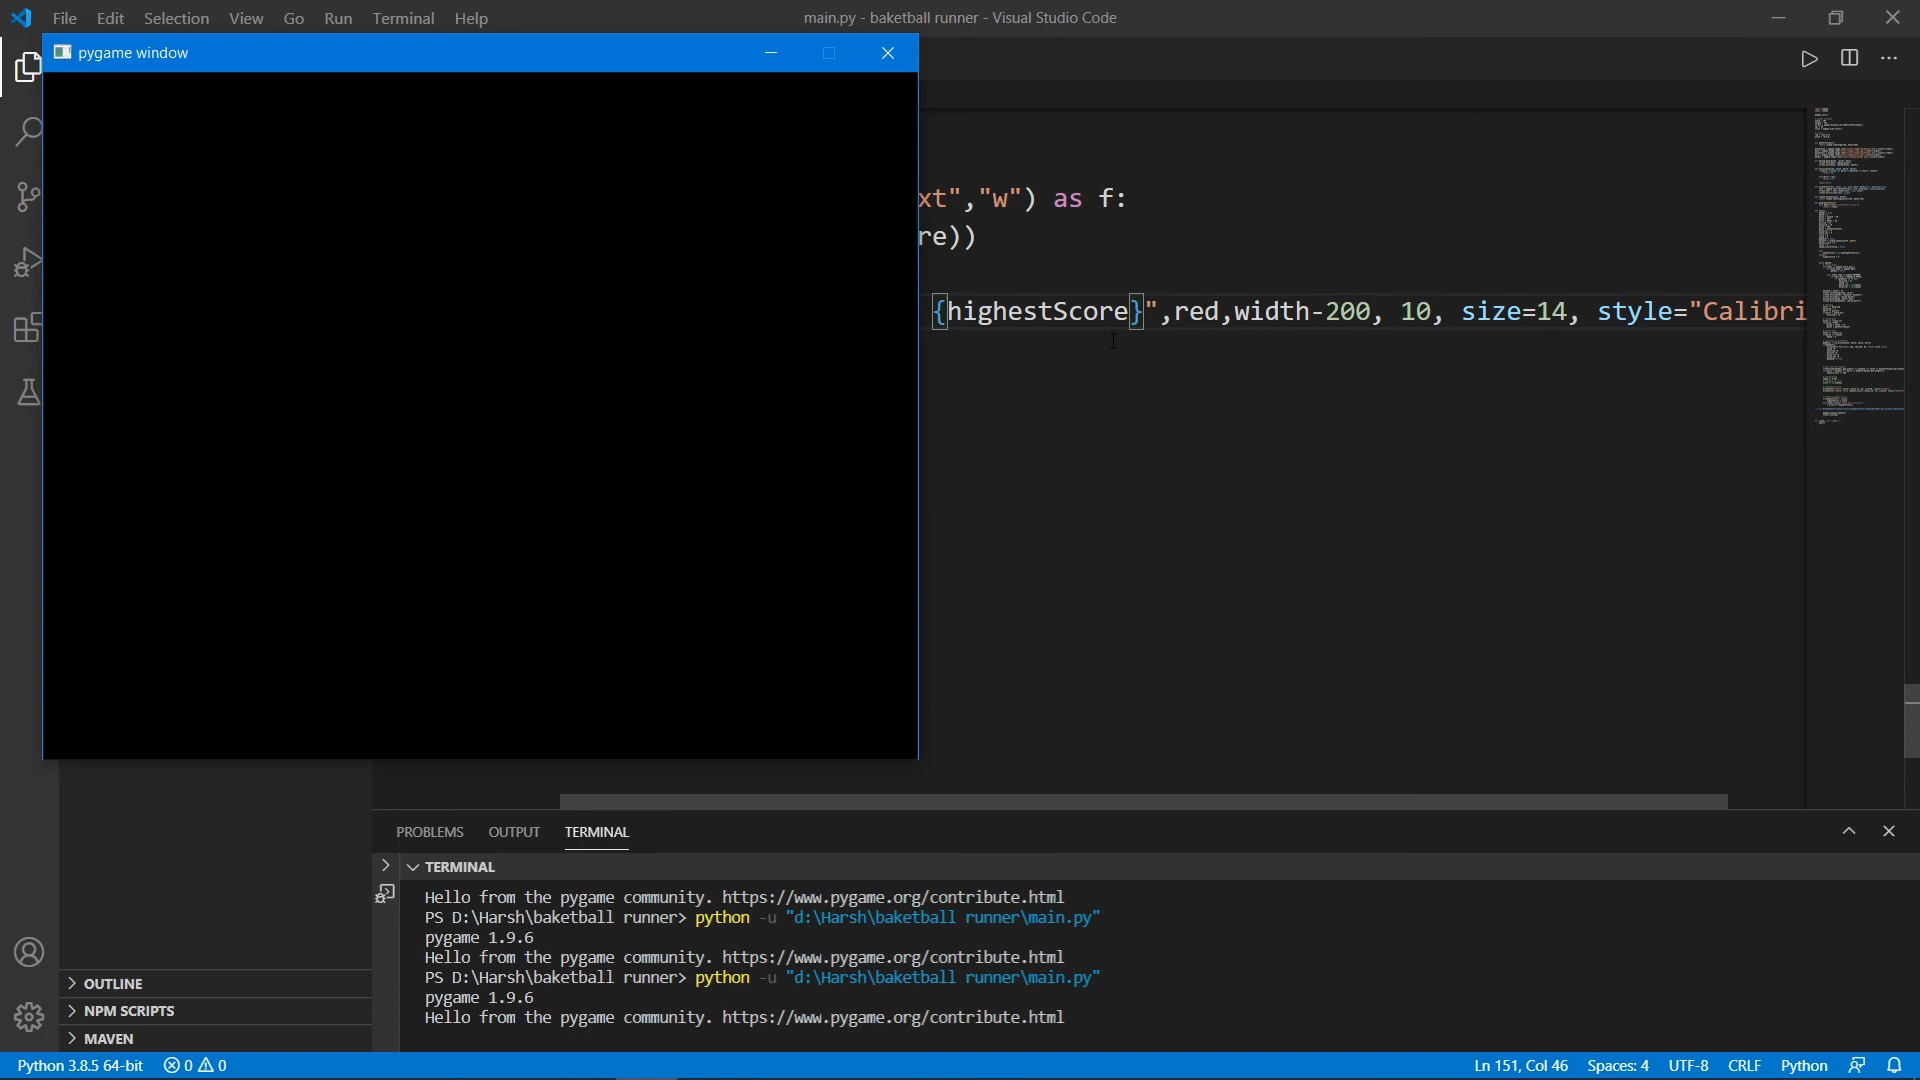 File Edit Selection View Go Run Terminal Help
main.py - baketball runner - Visual Studio Code
pygame window
xt","w") as f:
re))
{highestScore}",red,width-200, 10, size=14, style="Calibri
PROBLEMS OUTPUT TERMINAL
TERMINAL
Hello from the pygame community. https://www.pygame.org/contribute.html
PS D:\Harsh\baketball runner> python -u "d:\Harsh\baketball runner\main.py"
pygame 1.9.6
Hello from the pygame community. https://www.pygame.org/contribute.html
PS D:\Harsh\baketball runner> python -u "d:\Harsh\baketball runner\main.py"
pygame 1.9.6
Hello from the pygame community. https://www.pygame.org/contribute.html
OUTLINE
NPM SCRIPTS
MAVEN
Python 3.8.5 64-bit 0 0 Ln 151, Col 46 Spaces: 4 UTF-8 CRLF Python